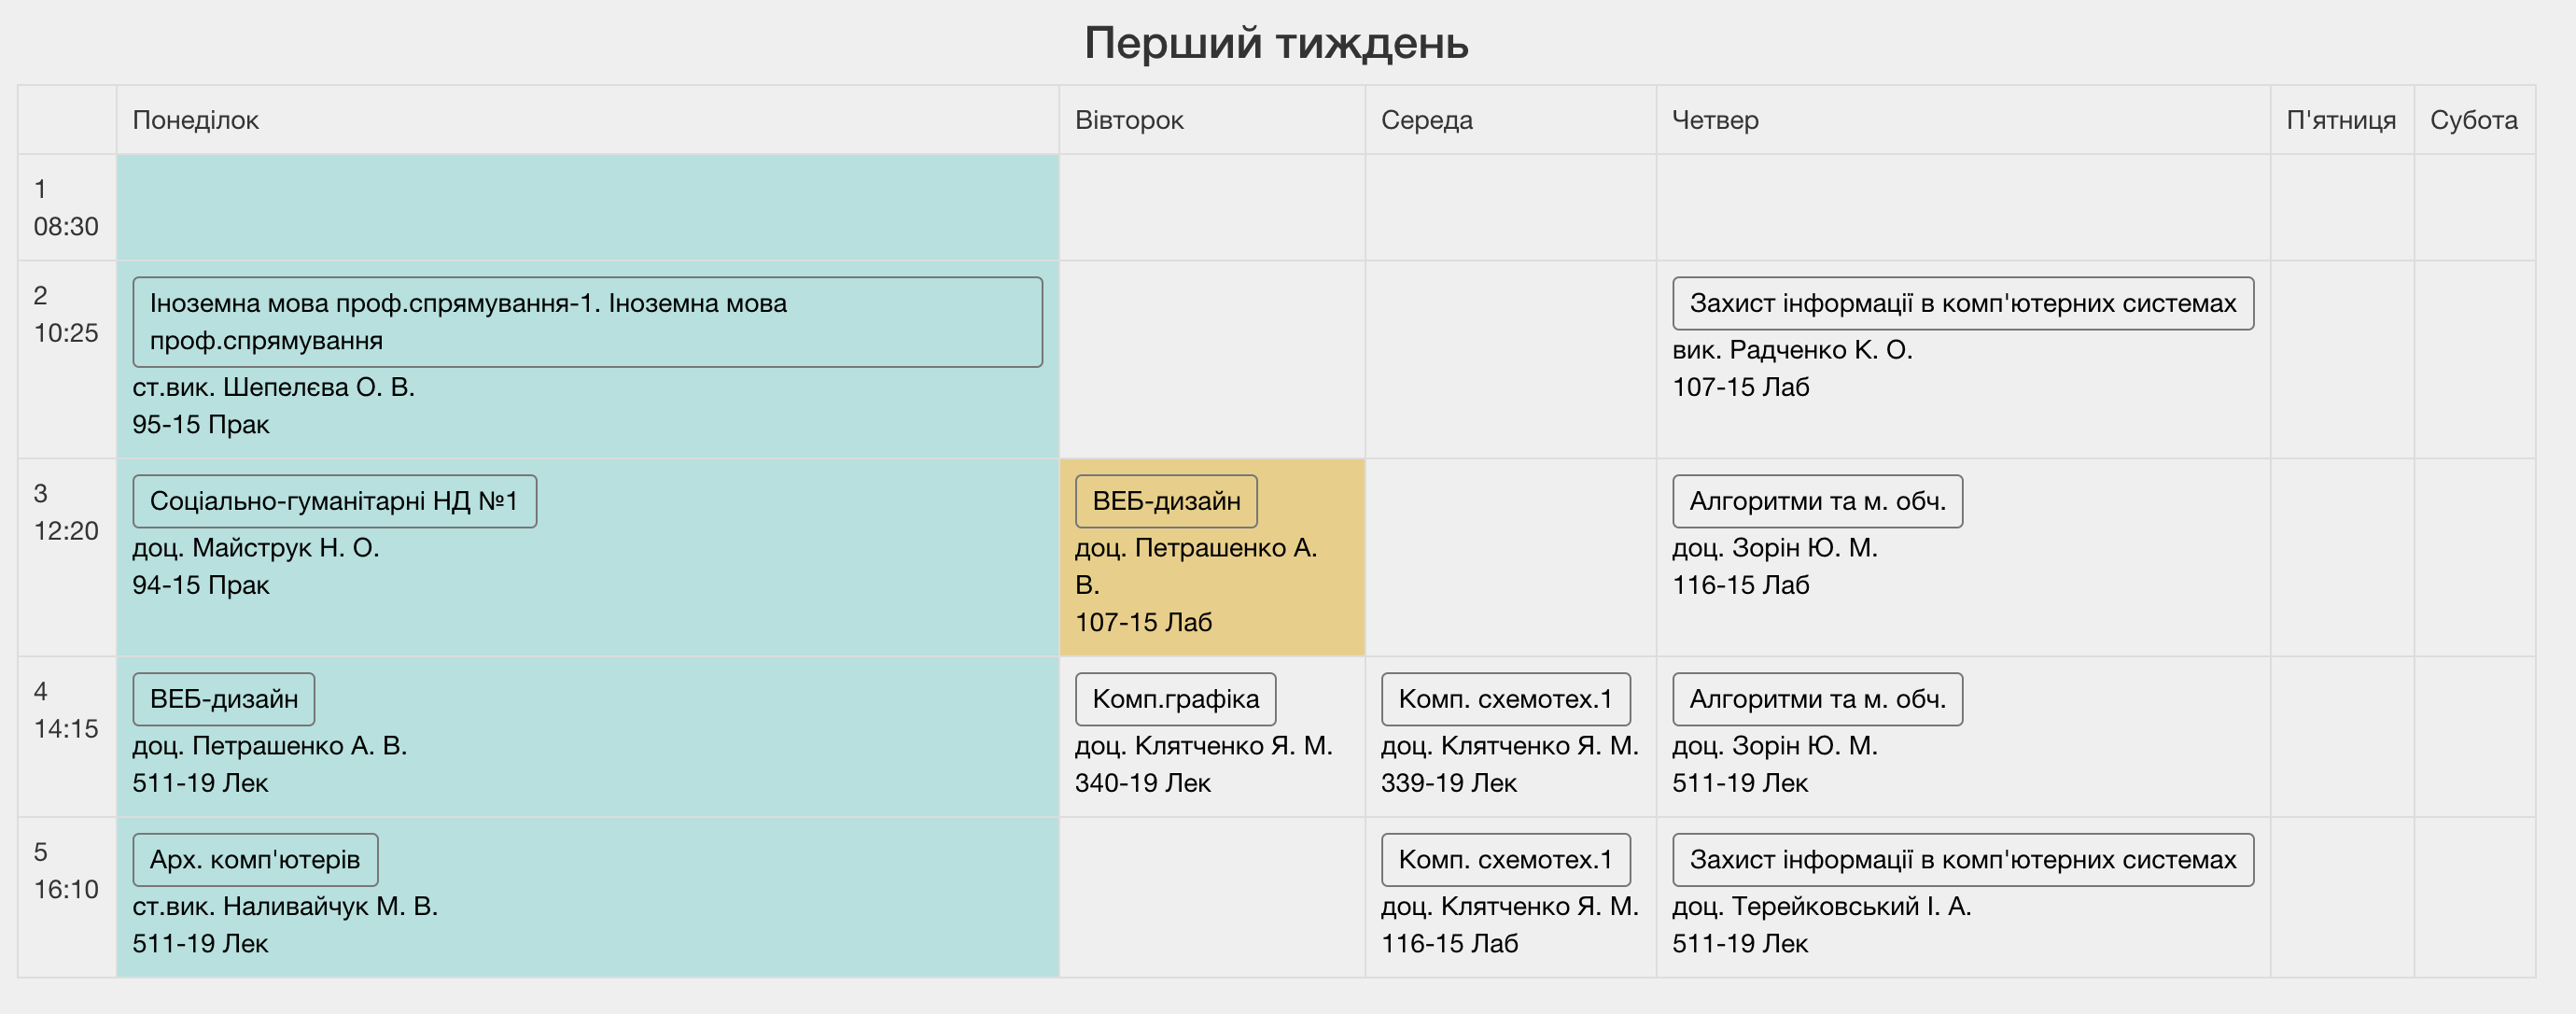 Перший тиждень
Понеділок Вівторок Середа Четвер П'ятниця Субота
1
08:30
2
10:25
Іноземна мова проф.спрямування-1. Іноземна мова
проф.спрямування
ст.вик. Шепелєва О. В.
95-15 Прак
Захист інформації в комп'ютерних системах
вик. Радченко К. О.
107-15 Лаб
3
12:20
Соціально-гуманітарні НД №1
доц. Майструк Н. О.
94-15 Прак
ВЕБ-дизайн
доц. Петрашенко А.
В.
107-15 Лаб
Алгоритми та м. обч.
доц. Зорін Ю. М.
116-15 Лаб
4
14:15
ВЕБ-дизайн
доц. Петрашенко А. В.
511-19 Лек
Комп.графіка
доц. Клятченко Я. М.
340-19 Лек
Комп. схемотех.1
доц. Клятченко Я. М.
339-19 Лек
Алгоритми та м. обч.
доц. Зорін Ю. М.
511-19 Лек
5
16:10
Арх. комп'ютерів
ст.вик. Наливайчук М. В.
511-19 Лек
Комп. схемотех.1
доц. Клятченко Я. М.
116-15 Лаб
Захист інформації в комп'ютерних системах
доц. Терейковський І. А.
511-19 Лек